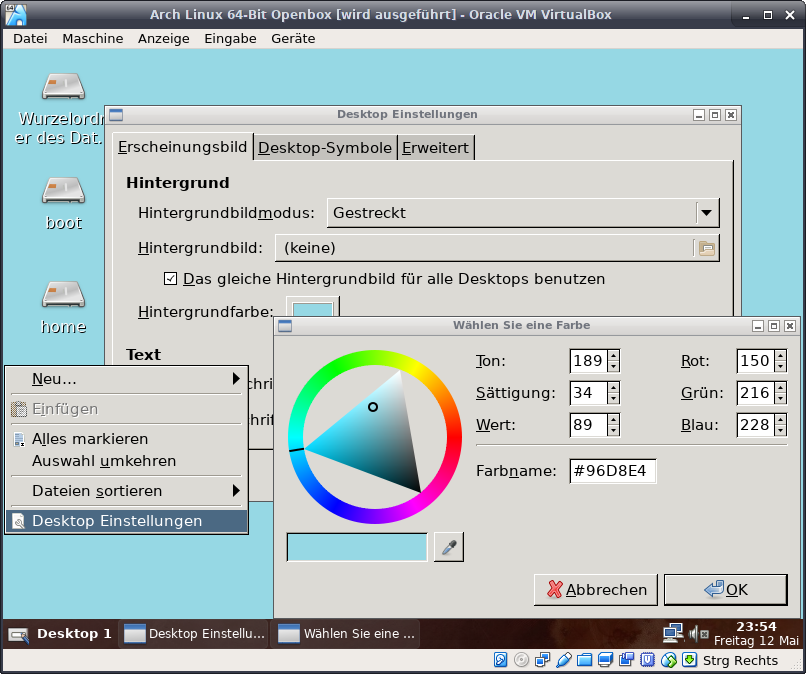 Arch Linux 64-Bit Openbox [wird ausgeführt] - Oracle VM VirtualBox
Datei Maschine Anzeige Eingabe Geräte
Wurzelordn
er des Dat.
boot
home
Desktop Einstellungen
Erscheinungsbild Desktop-Symbole Erweitert
Hintergrund
Hintergrundbildmodus: Gestreckt
Hintergrundbild: (keine)
Das gleiche Hintergrundbild für alle Desktops benutzen
Hintergrundfarbe:
Text
Neu...
Einfügen
Alles markieren
Auswahl umkehren
Dateien sortieren
Desktop Einstellungen
Wählen Sie eine Farbe
Ton: 189 Rot: 150
Sättigung: 34 Grün: 216
Wert: 89 Blau: 228
Farbname: #96D8E4
Abbrechen OK
Desktop 1 Desktop Einstellu... Wählen Sie eine ... 23:54
Freitag 12 Mai
Strg Rechts